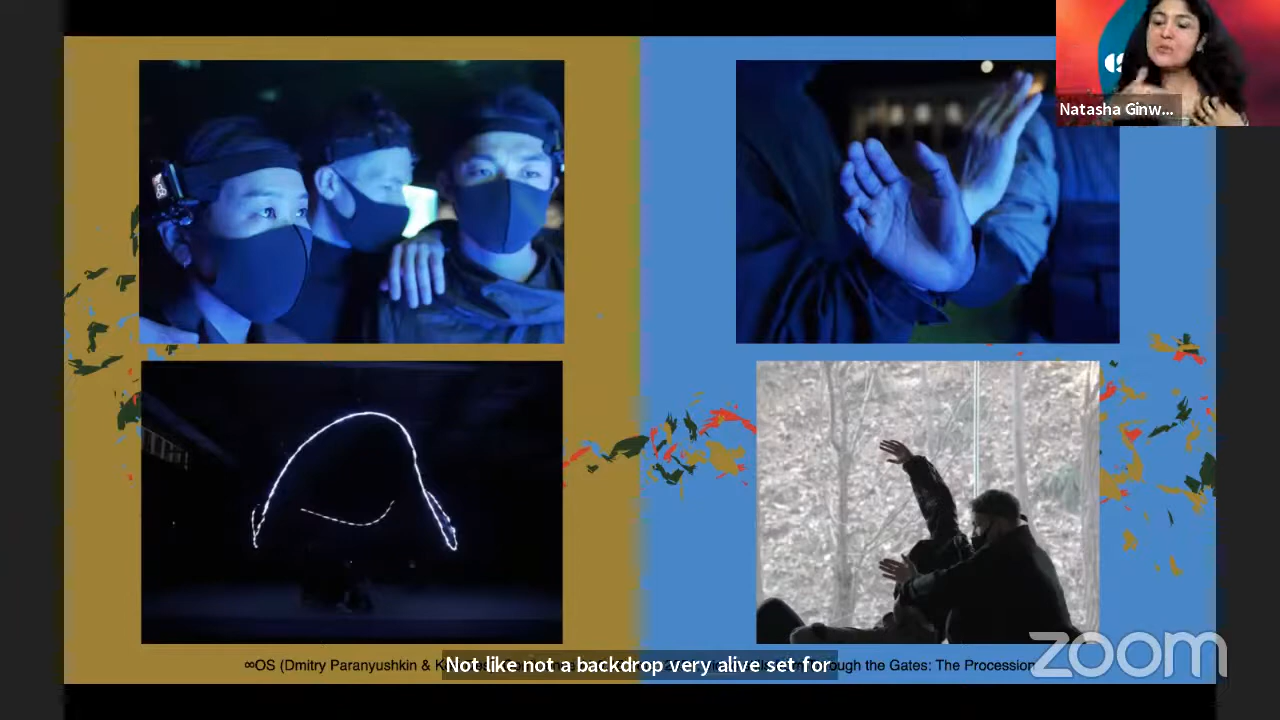 Natasha Ginw...
∞OS (Dmitry Paranyushkin & K
Not like not a backdrop very alive set for
ough the Gates: The Procession
zoom